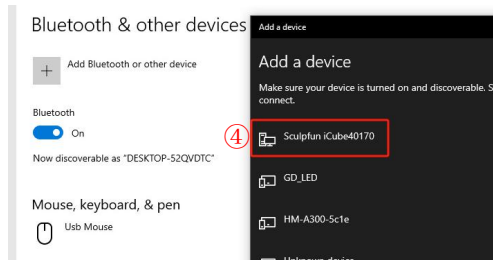 Bluetooth & other devices
Add Bluetooth or other device
Bluetooth
On
Now discoverable as "DESKTOP-52QVDTC"
Mouse, keyboard, & pen
Usb Mouse
Add a device
Add a device
Make sure your device is turned on and discoverable. S
connect.
④
Sculpfun iCube40170
GD_LED
HM-A300-5c1e
Unknown device